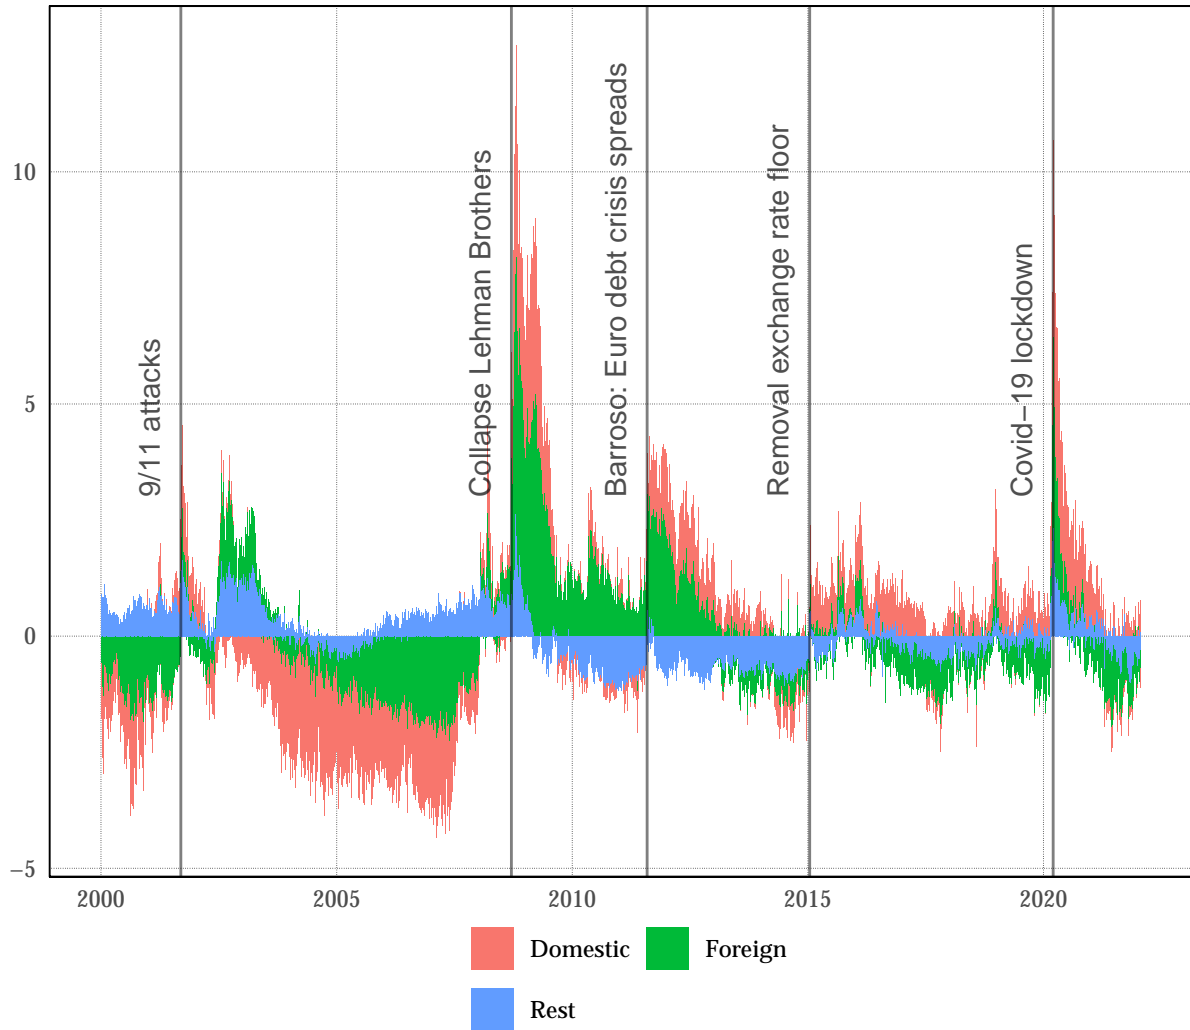 10
5
0
−5
9/11 attacks
Collapse Lehman Brothers
Barroso: Euro debt crisis spreads
Removal exchange rate floor
Covid−19 lockdown
2000 2005 2010 2015 2020
Domestic Foreign
Rest